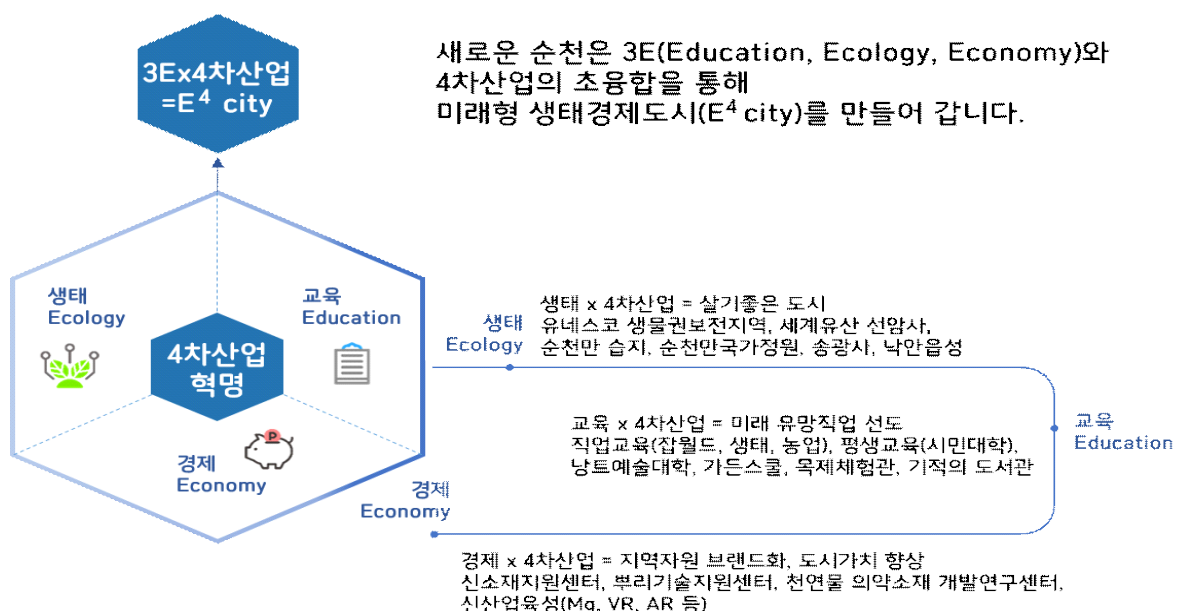 3Ex4차산업
=E⁴ city
새로운 순천은 3E(Education, Ecology, Economy)와
4차산업의 초융합을 통해
미래형 생태경제도시(E⁴ city)를 만들어 갑니다.
생태
Ecology
교육
Education
4차산업
혁명
P
경제
Economy
생태
Ecology
생태 x 4차산업 = 살기좋은 도시
유네스코 생물권보전지역, 세계유산 선암사,
순천만 습지, 순천만국가정원, 송광사, 낙안읍성
교육
Education
교육 x 4차산업 = 미래 유망직업 선도
직업교육(잡월드, 생태, 농업), 평생교육(시민대학),
낭트예술대학, 가든스쿨, 목제체험관, 기적의 도서관
경제
Economy
경제 x 4차산업 = 지역자원 브랜드화, 도시가치 향상
신소재지원센터, 뿌리기술지원센터, 천연물 의약소재 개발연구센터,
신산업육성(Mg, VR, AR 등)